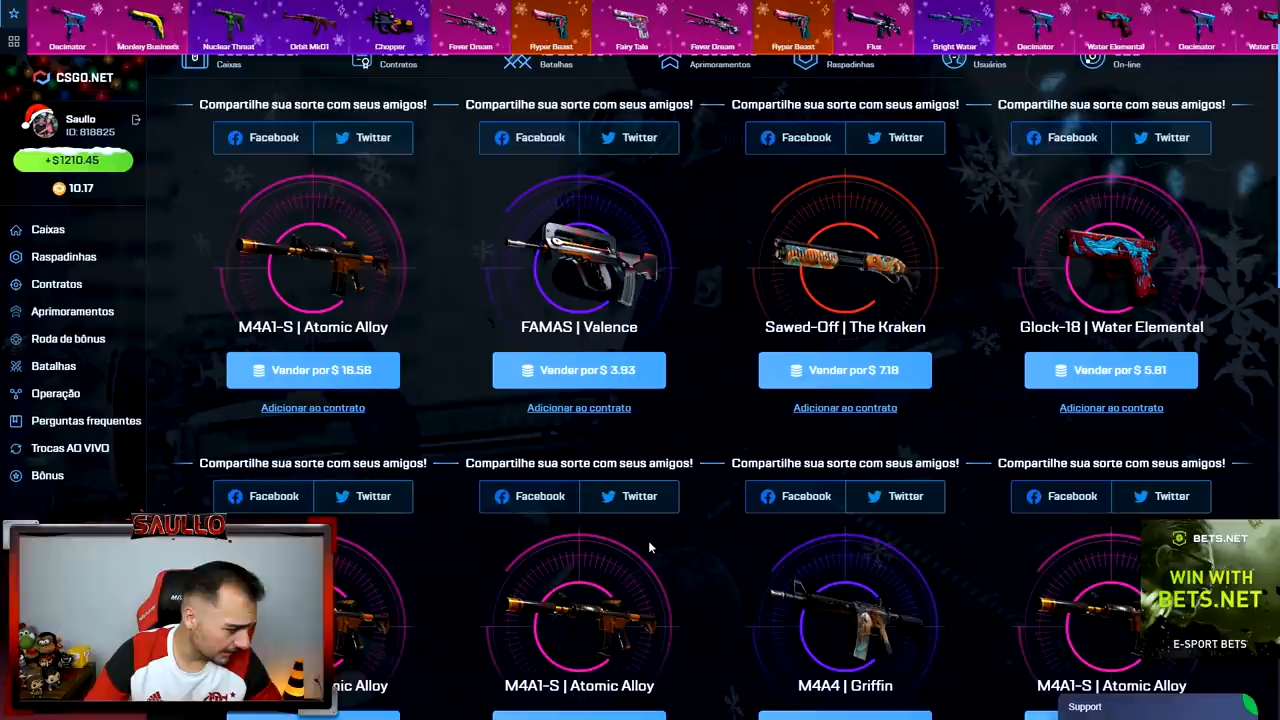 Decimator
Monkey Business
Nuclear Threat
Orbit Mk01
Chopper
Fever Dream
Ryper Beast
Fairy Tale
Fever Dream
Ryper Beast
Flux
Bright Water
Decimator
Water Elemental
Decimator
Water El
CSGO.NET
Caixas
Contratos
Batalhas
Aprimoramentos
Raspadinhas
Usuários
On-line
Saullo
ID: 818825
+$1210.45
10.17
Caixas
Raspadinhas
Contratos
Aprimoramentos
Roda de bônus
Batalhas
Operação
Perguntas frequentes
Trocas AO VIVO
Bônus
Compartilhe sua sorte com seus amigos!
Compartilhe sua sorte com seus amigos!
Compartilhe sua sorte com seus amigos!
Compartilhe sua sorte com seus amigos!
Facebook
Twitter
Facebook
Twitter
Facebook
Twitter
Facebook
Twitter
M4A1-S | Atomic Alloy
FAMAS | Valence
Sawed-Off | The Kraken
Glock-18 | Water Elemental
Vender por $ 16.56
Vender por $ 3.93
Vender por $ 7.18
Vender por $ 5.81
Adicionar ao contrato
Adicionar ao contrato
Adicionar ao contrato
Adicionar ao contrato
Compartilhe sua sorte com seus amigos!
Compartilhe sua sorte com seus amigos!
Compartilhe sua sorte com seus amigos!
Compartilhe sua sorte com seus amigos!
Facebook
Twitter
Facebook
Twitter
Facebook
Twitter
Facebook
Twitter
SAULLO
mic Alloy
M4A1-S | Atomic Alloy
M4A4 | Griffin
M4A1-S | Atomic Alloy
BETS.NET
WIN WITH
BETS.NET
E-SPORT BETS
Support